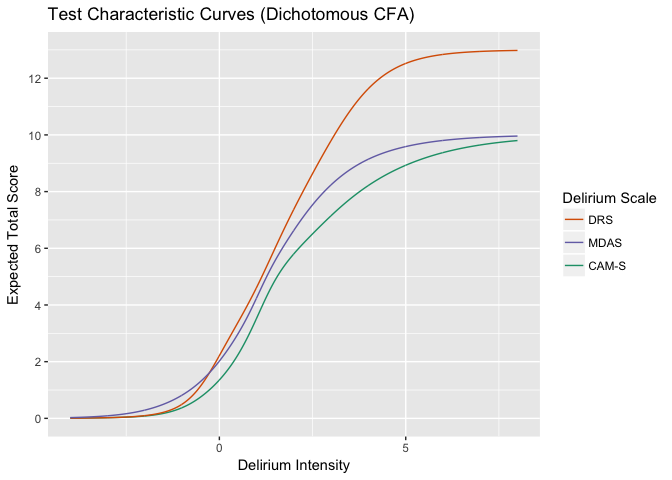 Test Characteristic Curves (Dichotomous CFA)
Expected Total Score
12
10
8
6
4
2
0
0
5
Delirium Intensity
Delirium Scale
DRS
MDAS
CAM-S